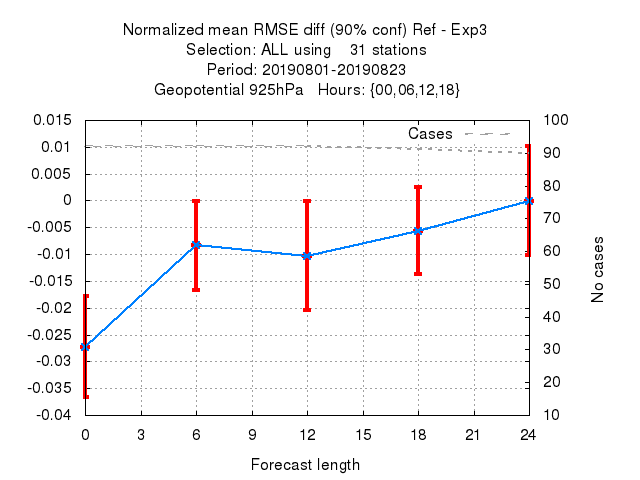 Normalized mean RMSE diff (90% conf) Ref - Exp3
Selection: ALL using    31 stations
Period: 20190801-20190823
Geopotential 925hPa   Hours: {00,06,12,18}
0.015
0.01
0.005
0
-0.005
-0.01
-0.015
-0.02
-0.025
-0.03
-0.035
-0.04
Cases
100
90
80
70
60
50
40
30
20
10
No cases
0 3 6 9 12 15 18 21 24
Forecast length